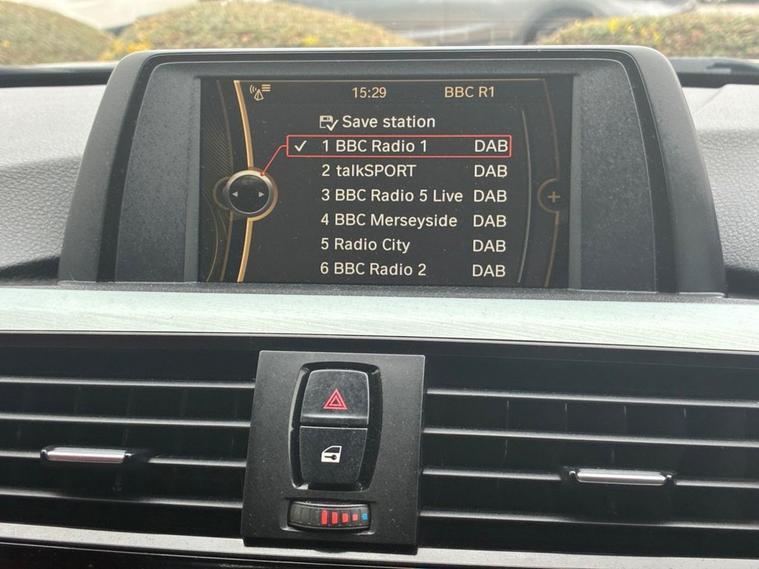 15:29 BBC R1
Save station
1 BBC Radio 1 DAB
2 talkSPORT DAB
3 BBC Radio 5 Live DAB
4 BBC Merseyside DAB
5 Radio City DAB
6 BBC Radio 2 DAB